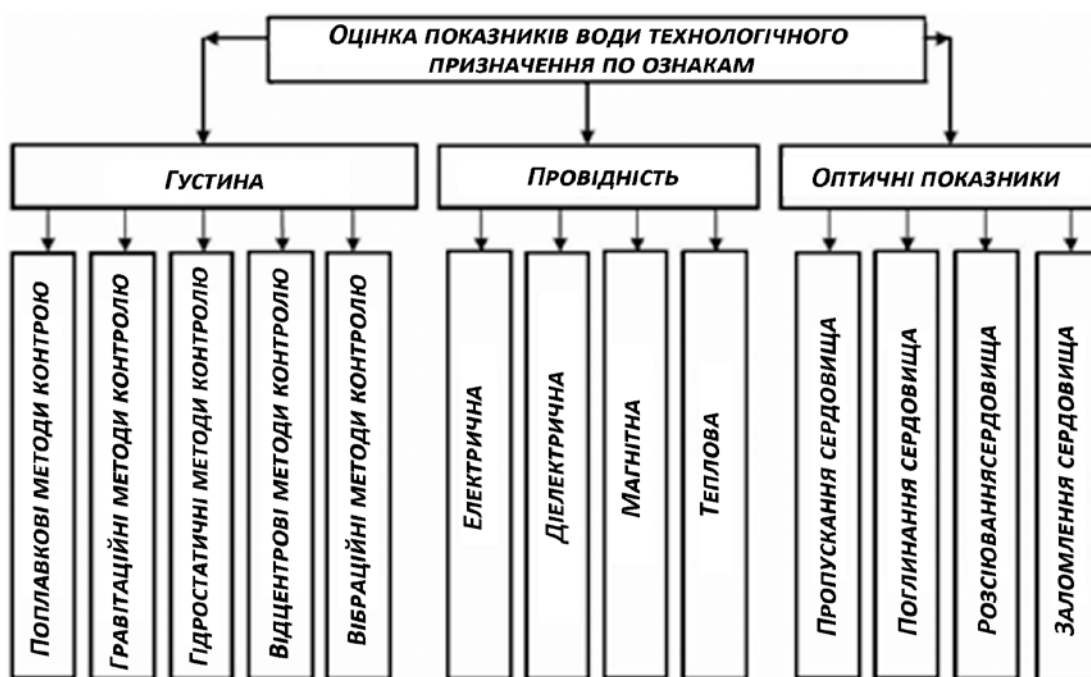 Оцінка показників води технологічного
призначення по ознакам
Густина
Провідність
Оптичні показники
Поплавкові методи контрою
Гравітаційні методи контролю
Гідростатичні методи контролю
Відцентрові методи контролю
Вібраційні методи контролю
Електрична
Діелектрична
Магнітна
Теплова
Пропускання сердовища
Поглинання сердовища
Розсіюваннясердовища
Заломлення сердовища